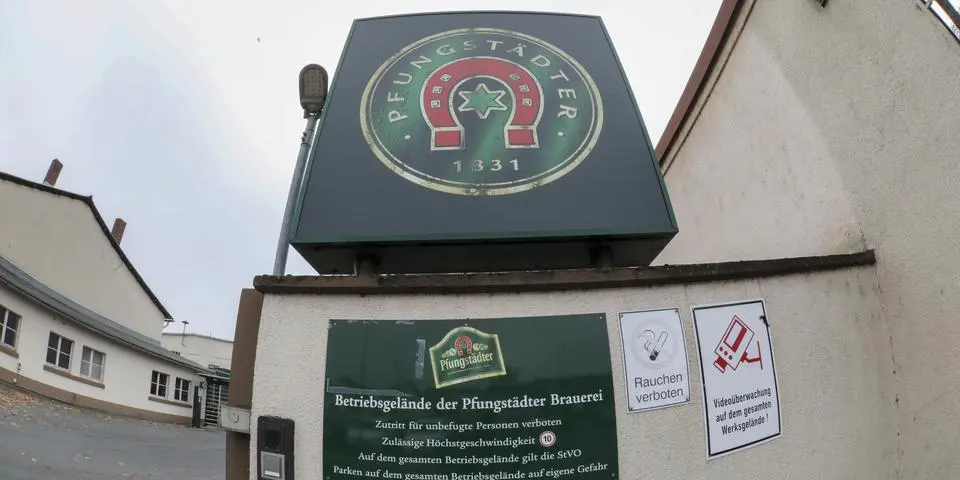 PFUNGSTÄDTER
1831
Pfungstädter
Betriebsgelände der Pfungstädter Brauerei
Zutritt für unbefugte Personen verboten
Zulässige Höchstgeschwindigkeit 10
Auf dem gesamten Betriebsgelände gilt die StVO
Parken auf dem gesamten Betriebsgelände auf eigene Gefahr
Rauchen
verboten
Videoüberwachung
auf dem gesamten
Werksgelände !